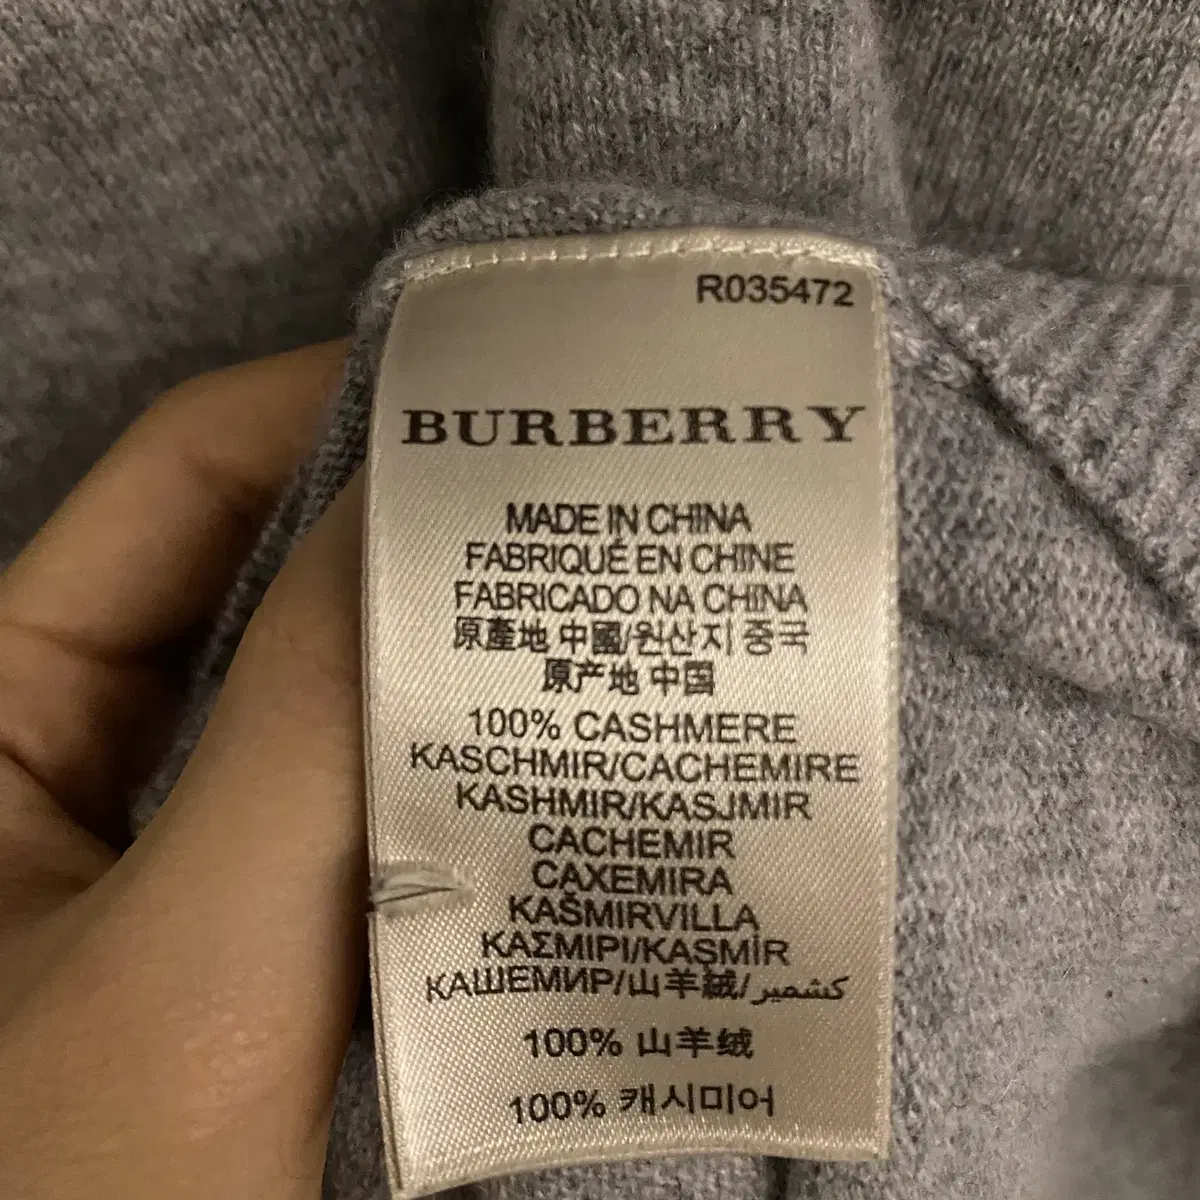 R035472
BURBERRY
MADE IN CHINA
FABRIQUÉ EN CHINE
FABRICADO NA CHINA
原產地 中國/원산지 중국
原产地 中国
100% CASHMERE
KASCHMIR/CACHEMIRE
KASHMIR/KASJMIR
CACHEMIR
CAXEMIRA
KAŠMIRVILLA
ΚΑΣΜΙΡΙ/KASMİR
КАШЕМИР/山羊絨/كشمير
100% 山羊绒
100% 캐시미어